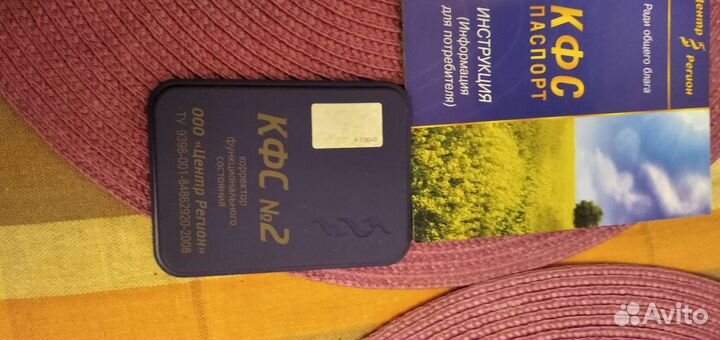 КФС №2
корректор
функционального
состояния
ООО «Центр Регион»
ТУ 9398-001-84862920-2008
Центр
Регион
Ради общего блага
КФС
ПАСПОРТ
ИНСТРУКЦИЯ
(Информация
для потребителя)
Avito